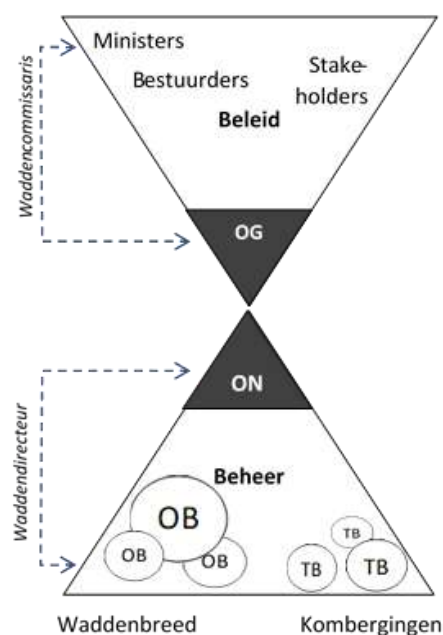 Ministers
Bestuurders
Stake-
holders
Beleid
Waddencommissaris
OG
ON
Waddendirecteur
Beheer
OB
OB
OB
TB
TB
TB
Waddenbreed
Kombergingen